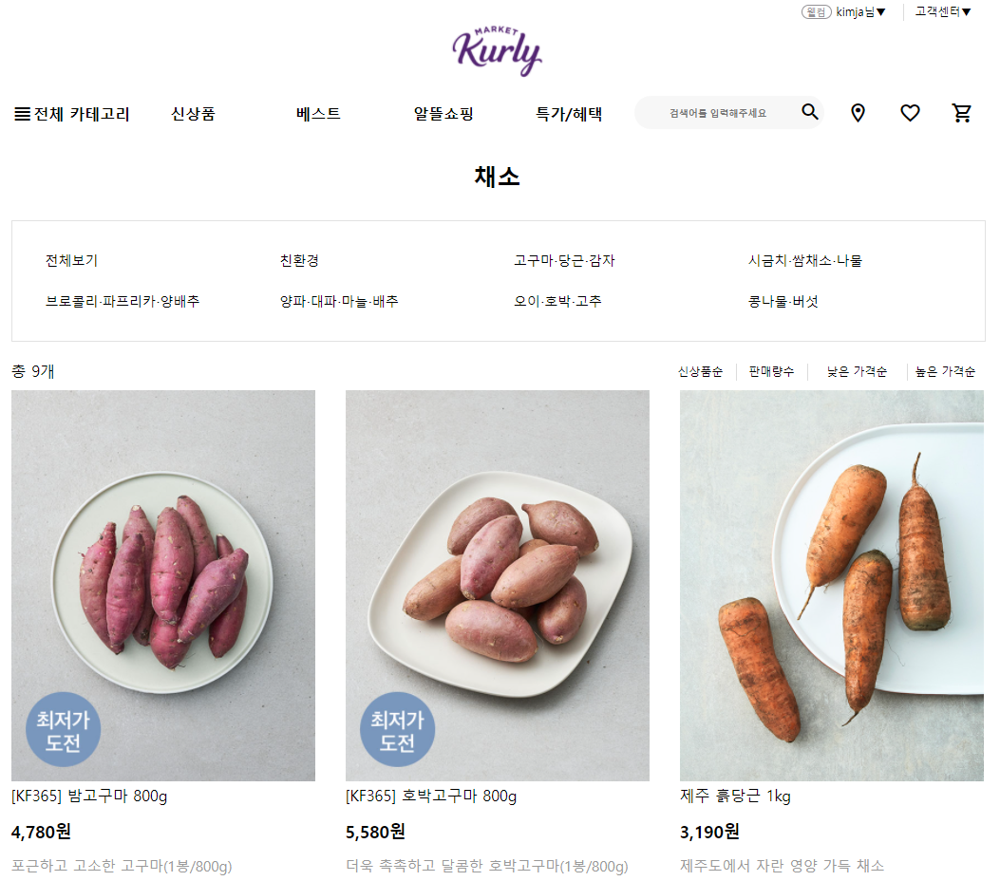 웰컴 kimja님▼ 고객센터▼
MARKET
Kurly
전체 카테고리 신상품 베스트 알뜰쇼핑 특가/혜택 검색어를 입력해주세요
채소
전체보기 친환경 고구마·당근·감자 시금치·쌈채소·나물
브로콜리·파프리카·양배추 양파·대파·마늘·배추 오이·호박·고추 콩나물·버섯
총 9개 신상품순 판매량수 낮은 가격순 높은 가격순
최저가
도전
최저가
도전
[KF365] 밤고구마 800g [KF365] 호박고구마 800g 제주 흙당근 1kg
4,780원 5,580원 3,190원
포근하고 고소한 고구마(1봉/800g) 더욱 촉촉하고 달콤한 호박고구마(1봉/800g) 제주도에서 자란 영양 가득 채소